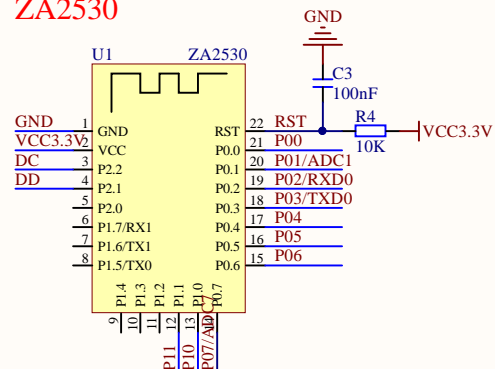 ZA2530
GND
U1 ZA2530
C3
100nF
R4
10K
VCC3.3V
GND 1 GND
VCC3.3V 2 VCC
DC 3 P2.2
DD 4 P2.1
5 P2.0
6 P1.7/RX1
7 P1.6/TX1
8 P1.5/TX0
RST 22 RST
P0.0 21 P00
P0.1 20 P01/ADC1
P0.2 19 P02/RXD0
P0.3 18 P03/TXD0
P0.4 17 P04
P0.5 16 P05
P0.6 15 P06
P1.4 P1.3 P1.2 P1.1 P1.0 P0.7
9 10 11 12 13
P11 P10 P07/ADC7